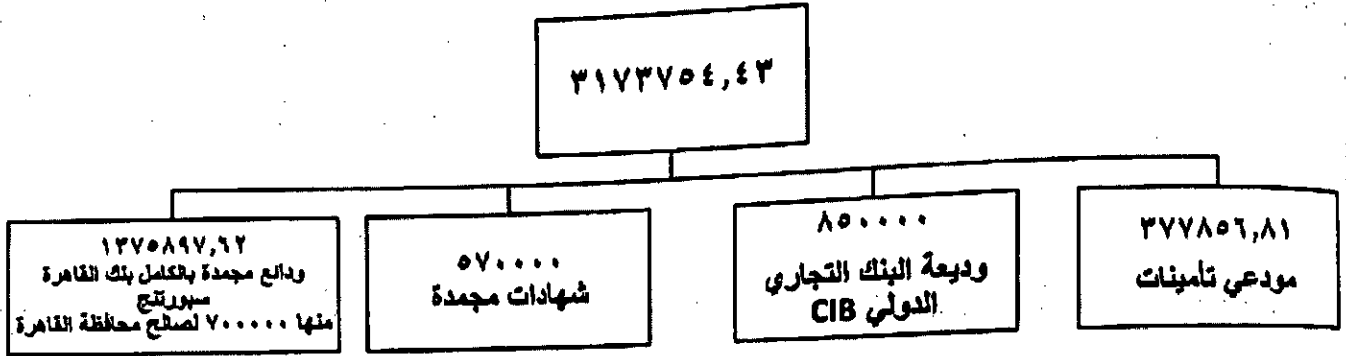 ٣١٧٣٧٥٤,٤٣
٣٧٧٨٥٦,٨١
مودعي تأمينات
٨٥٠٠٠٠
وديعة البنك التجاري
الدولي CIB
٥٧٠٠٠٠
شهادات مجمدة
١٣٧٥٨٩٧,٦٢
ودائع مجمدة بالكامل بنك القاهرة
سبورتنج
منها ٧٠٠٠٠٠ لصالح محافظة القاهرة